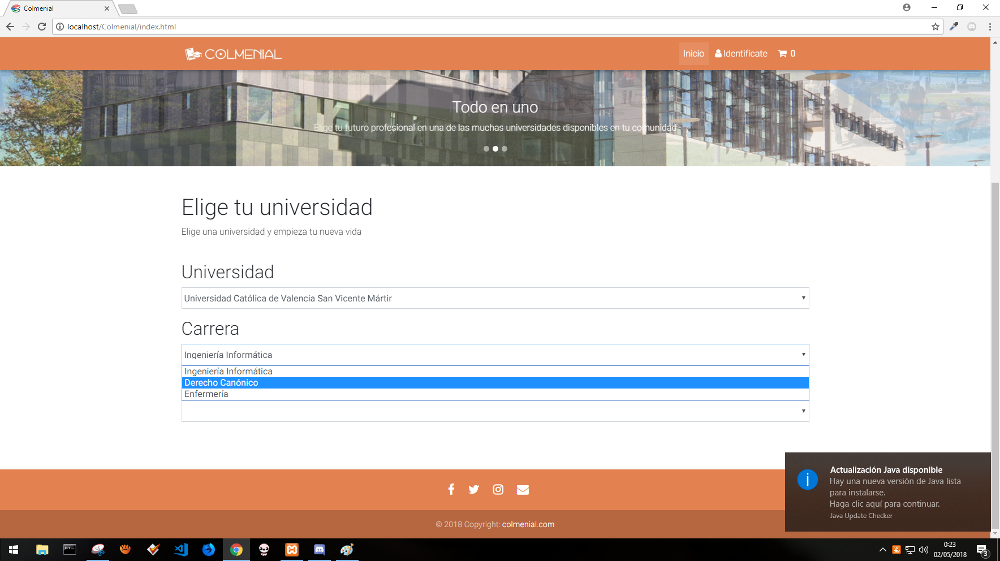 Colmenial
localhost/Colmenial/index.html
COLMENIAL
Inicio
Identifícate
0
Todo en uno
Elige tu futuro profesional en una de las muchas universidades disponibles en tu comunidad
Elige tu universidad
Elige una universidad y empieza tu nueva vida
Universidad
Universidad Católica de Valencia San Vicente Mártir
Carrera
Ingeniería Informática
Ingeniería Informática
Derecho Canónico
Enfermería
Actualización Java disponible
Hay una nueva versión de Java lista
para instalarse.
Haga clic aquí para continuar.
Java Update Checker
© 2018 Copyright: colmenial.com
0:23
02/05/2018
3